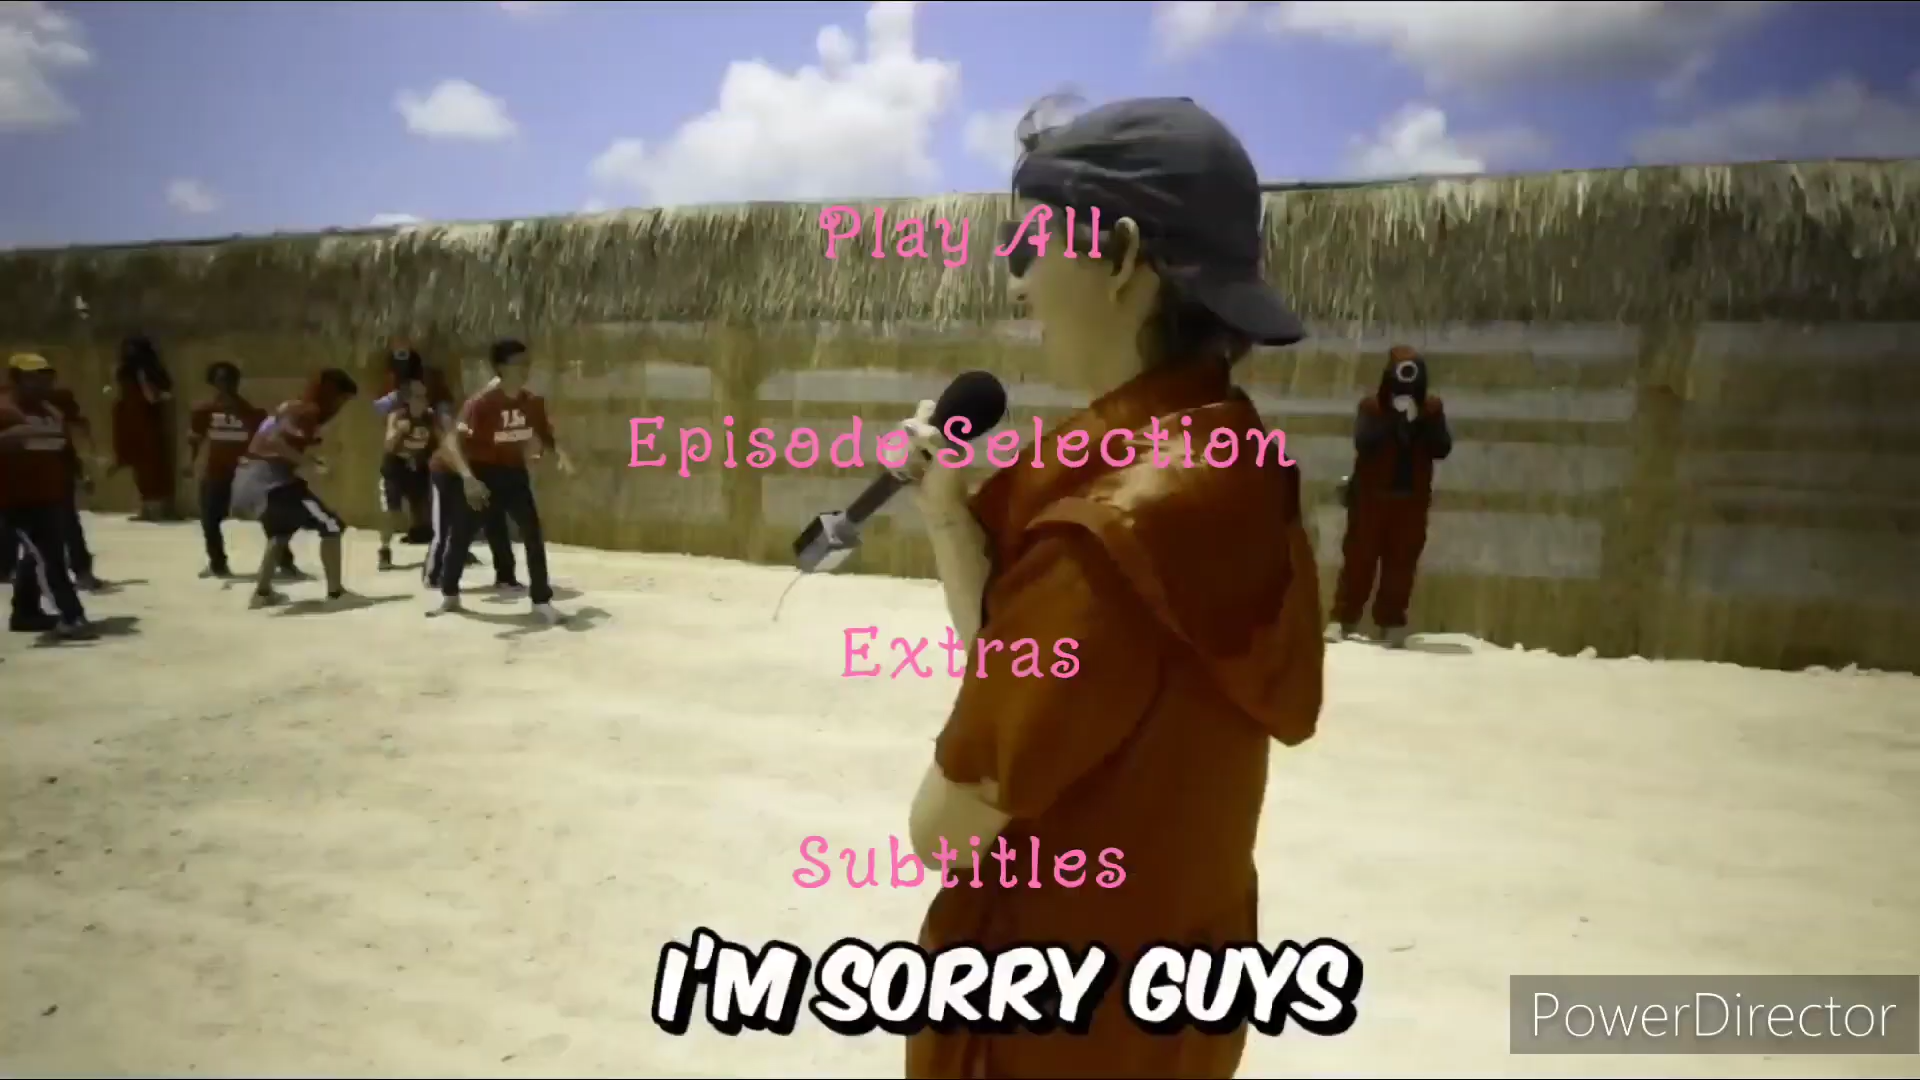 Play All
Episode Selection
Extras
Subtitles
I'M SORRY GUYS
PowerDirector